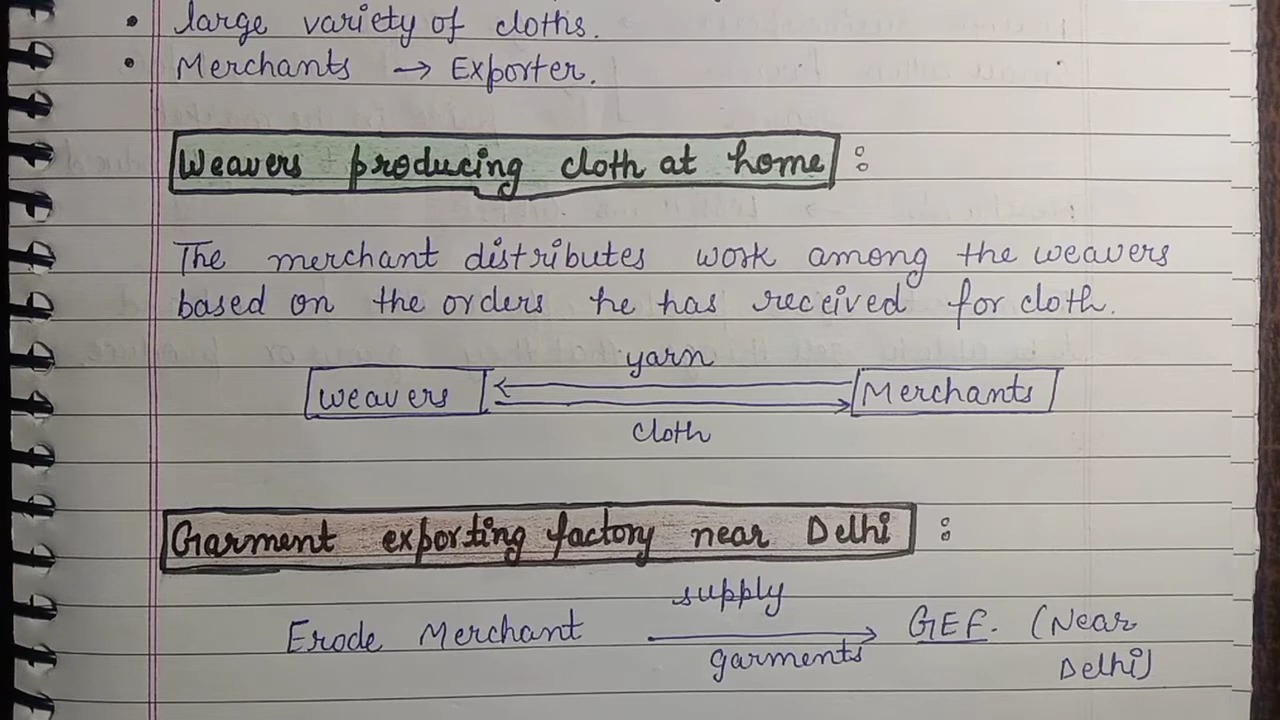 • large variety of cloths.
• Merchants → Exporter.
Weavers producing cloth at home :
The merchant distributes work among the weavers
based on the orders he has received for cloth.
yarn
Weavers Merchants
cloth
Garment exporting factory near Delhi :
supply
Erode Merchant → GEF. (Near
garments Delhi)